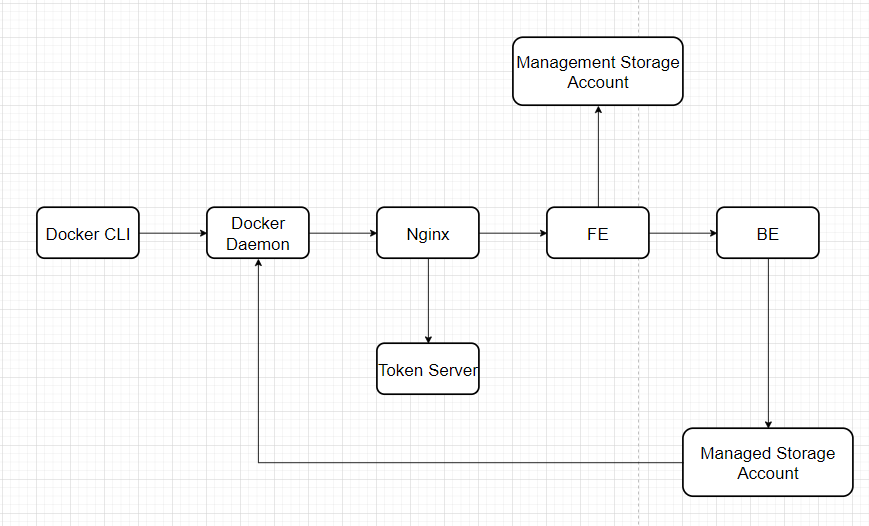 Management Storage
Account
Docker CLI
Docker
Daemon
Nginx
FE
BE
Token Server
Managed Storage
Account